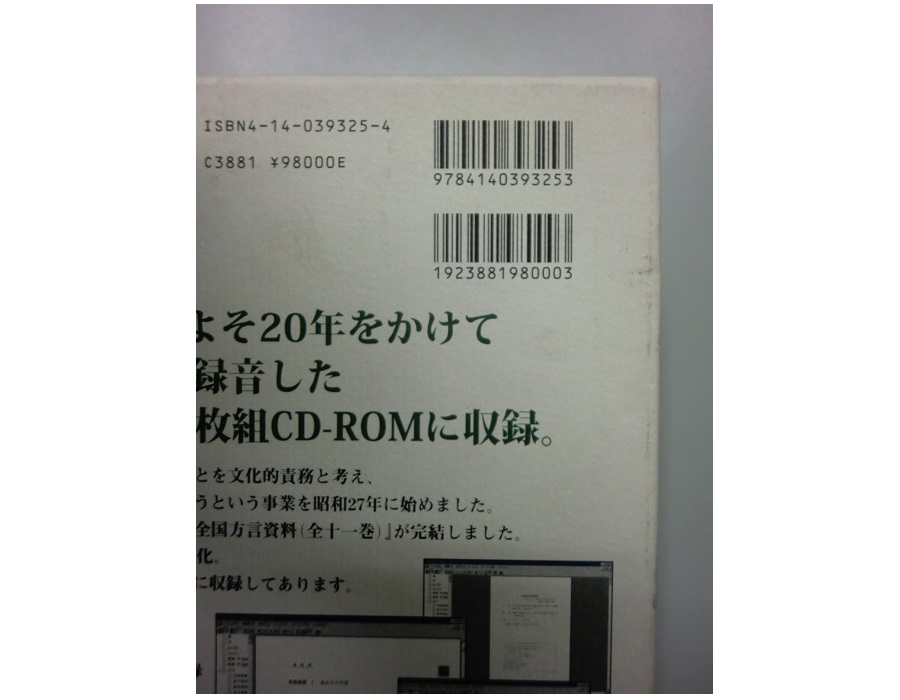 ISBN4-14-039325-4
C3881 ¥98000E
9784140393253
1923881980003
よそ20年をかけて
録音した
枚組CD-ROMに収録。
とを文化的責務と考え、
うという事業を昭和27年に始めました。
全国方言資料(全十一巻)』が完結しました。
化。
に収録してあります。